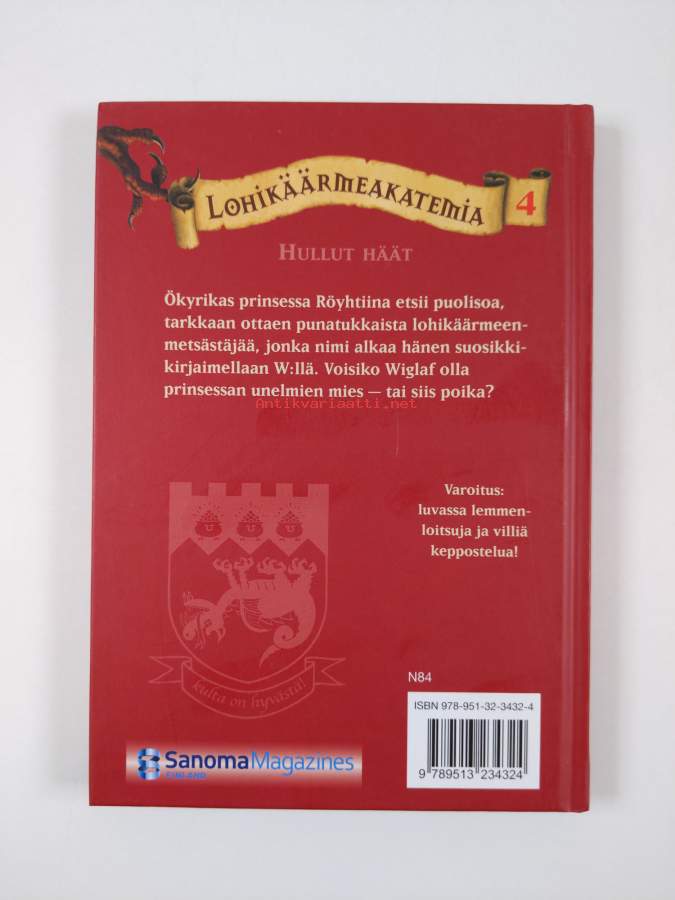 LOHIKÄÄRMEAKATEMIA
4
HULLUT HÄÄT
Ökyrikas prinsessa Röyhtiina etsii puolisoa,
tarkkaan ottaen punatukkaista lohikäärmeen-
metsästäjää, jonka nimi alkaa hänen suosikki-
kirjaimellaan W:llä. Voisiko Wiglaf olla
prinsessan unelmien mies – tai siis poika?
Antikvariaatti.net
Varoitus:
luvassa lemmen-
loitsuja ja villiä
keppostelua!
kulta on hyvästä!
N84
ISBN 978-951-32-3432-4
9 789513 234324
SanomaMagazines
FINLAND